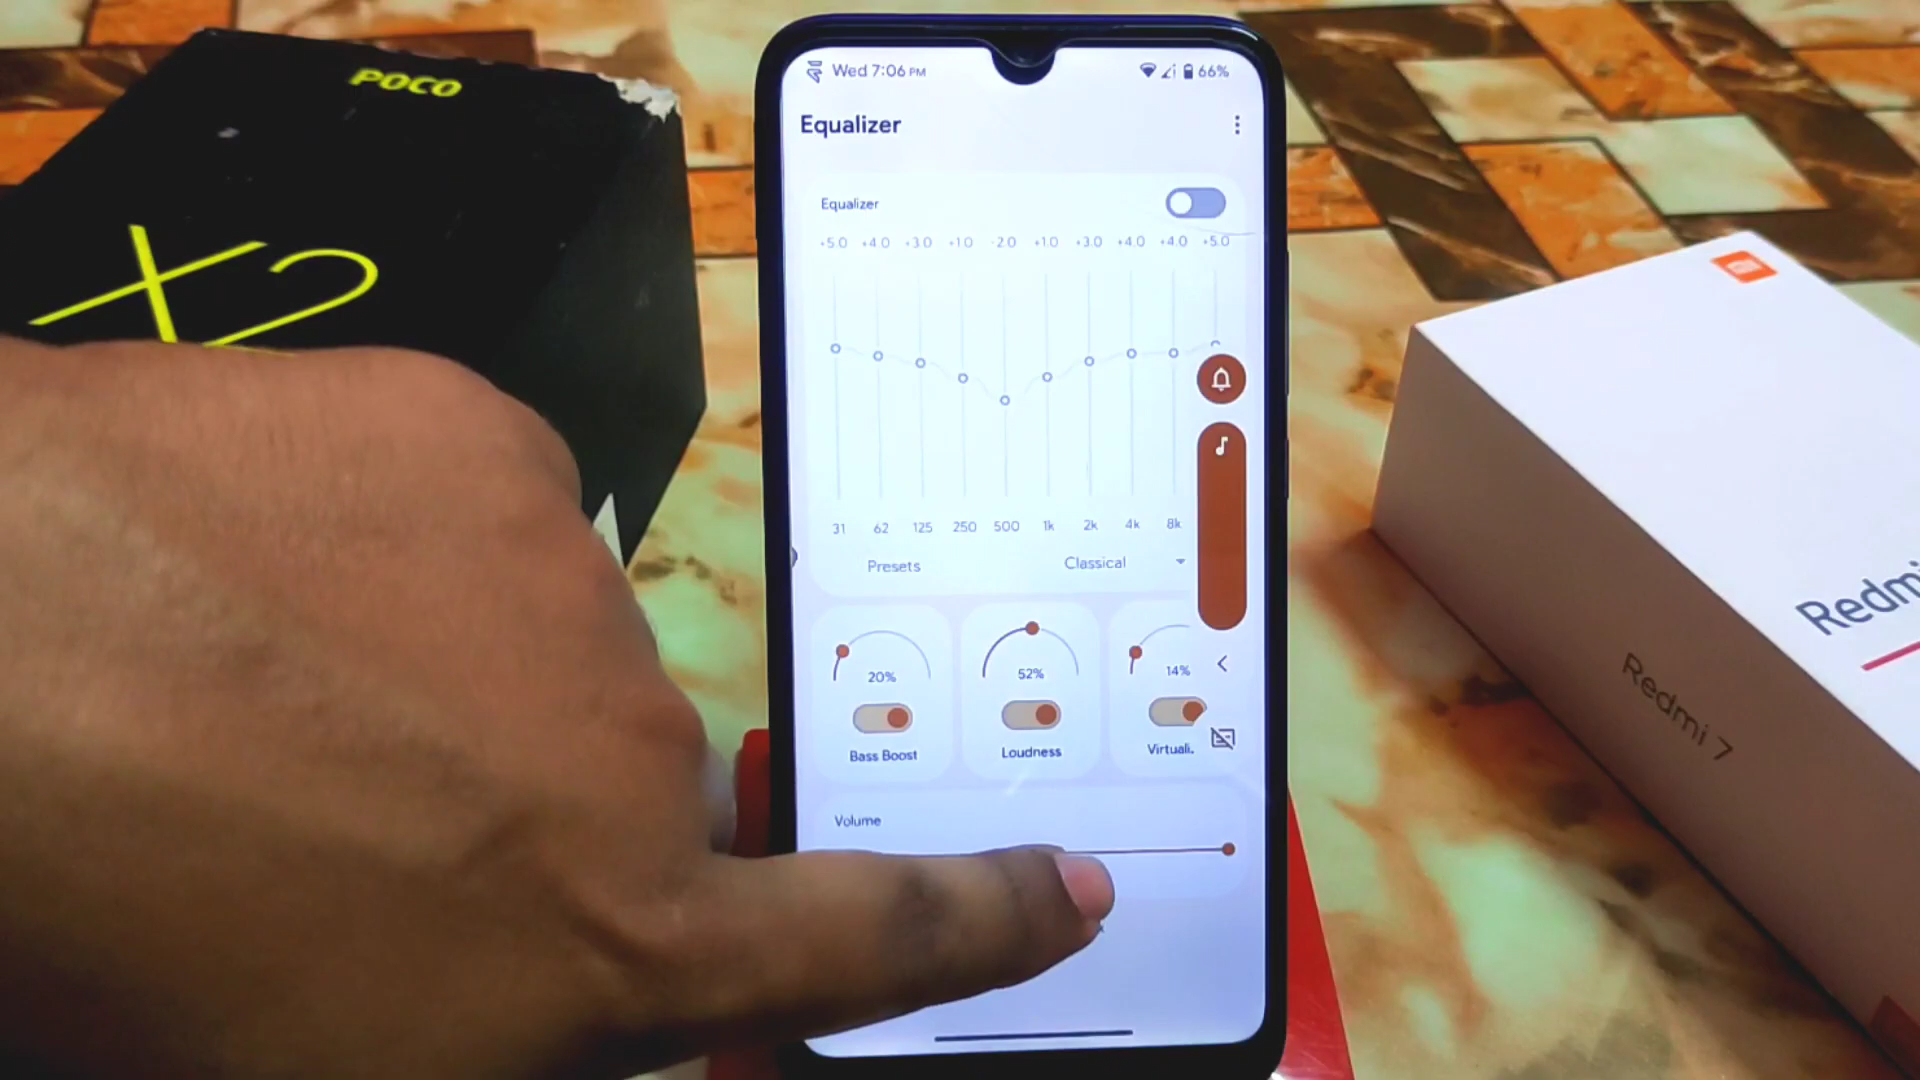 POCO
X2
Wed 7:06 PM
66%
Equalizer
Equalizer
+5.0 +4.0 +3.0 +1.0 -2.0 +1.0 +3.0 +4.0 +4.0 +5.0
31 62 125 250 500 1k 2k 4k 8k
Presets Classical
20% 52% 14%
Bass Boost Loudness Virtuali.
Volume
Redmi
Redmi 7